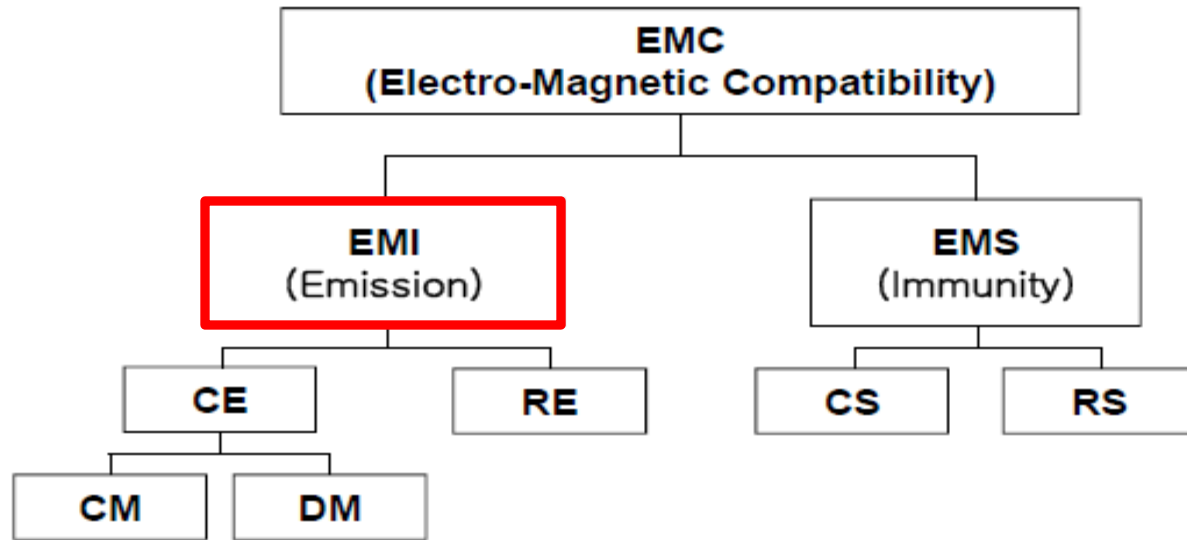 EMC
(Electro-Magnetic Compatibility)
EMI
(Emission)
EMS
(Immunity)
CE
RE
CS
RS
CM
DM